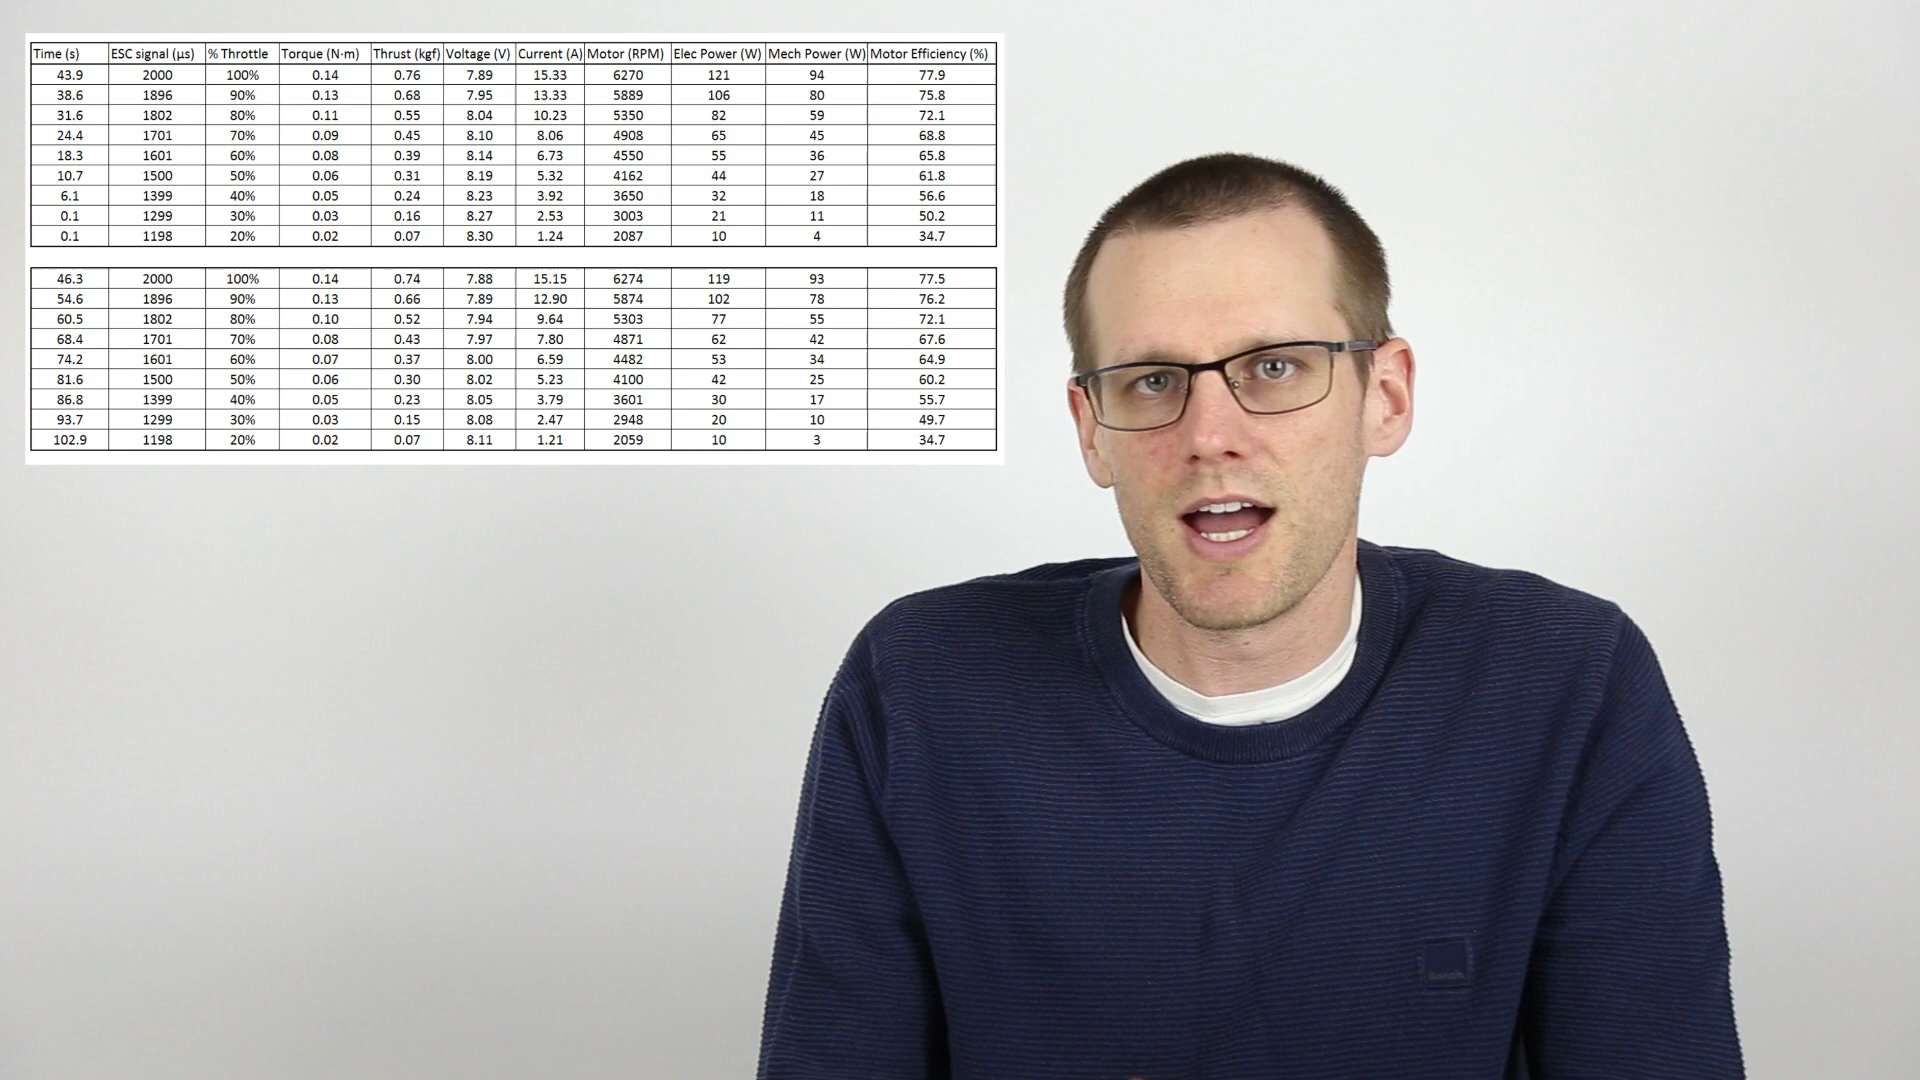 Time (s) ESC signal (µs) % Throttle Torque (N·m) Thrust (kgf) Voltage (V) Current (A) Motor (RPM) Elec Power (W) Mech Power (W) Motor Efficiency (%)
43.9 2000 100% 0.14 0.76 7.89 15.33 6270 121 94 77.9
38.6 1896 90% 0.13 0.68 7.95 13.33 5889 106 80 75.8
31.6 1802 80% 0.11 0.55 8.04 10.23 5350 82 59 72.1
24.4 1701 70% 0.09 0.45 8.10 8.06 4908 65 45 68.8
18.3 1601 60% 0.08 0.39 8.14 6.73 4550 55 36 65.8
10.7 1500 50% 0.06 0.31 8.19 5.32 4162 44 27 61.8
6.1 1399 40% 0.05 0.24 8.23 3.92 3650 32 18 56.6
0.1 1299 30% 0.03 0.16 8.27 2.53 3003 21 11 50.2
0.1 1198 20% 0.02 0.07 8.30 1.24 2087 10 4 34.7
46.3 2000 100% 0.14 0.74 7.88 15.15 6274 119 93 77.5
54.6 1896 90% 0.13 0.66 7.89 12.90 5874 102 78 76.2
60.5 1802 80% 0.10 0.52 7.94 9.64 5303 77 55 72.1
68.4 1701 70% 0.08 0.43 7.97 7.80 4871 62 42 67.6
74.2 1601 60% 0.07 0.37 8.00 6.59 4482 53 34 64.9
81.6 1500 50% 0.06 0.30 8.02 5.23 4100 42 25 60.2
86.8 1399 40% 0.05 0.23 8.05 3.79 3601 30 17 55.7
93.7 1299 30% 0.03 0.15 8.08 2.47 2948 20 10 49.7
102.9 1198 20% 0.02 0.07 8.11 1.21 2059 10 3 34.7